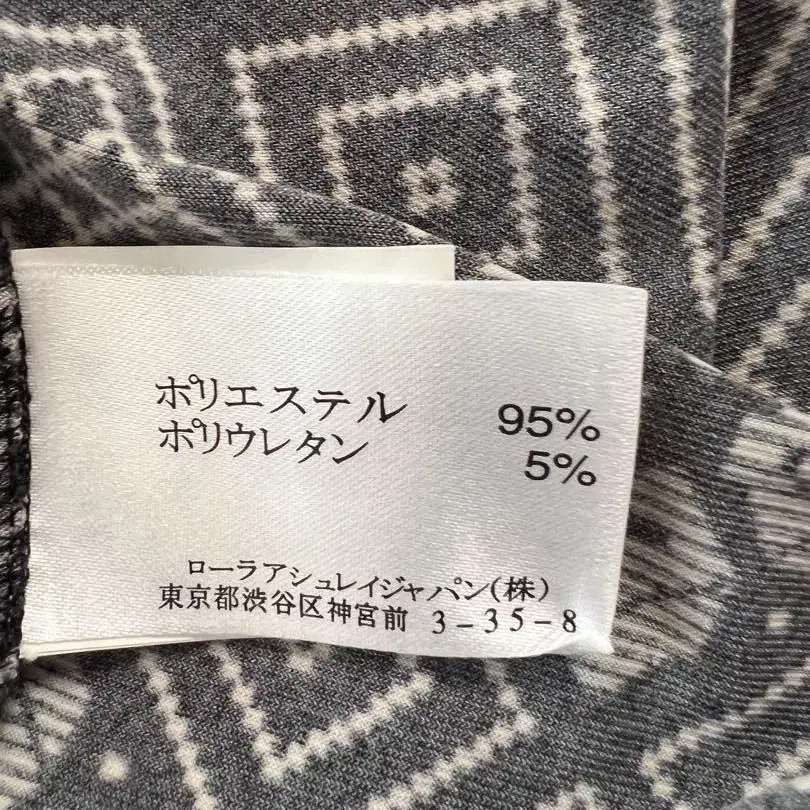 ポリエステル 95%
ポリウレタン 5%
ローラアシュレイジャパン(株)
東京都渋谷区神宮前 3-35-8